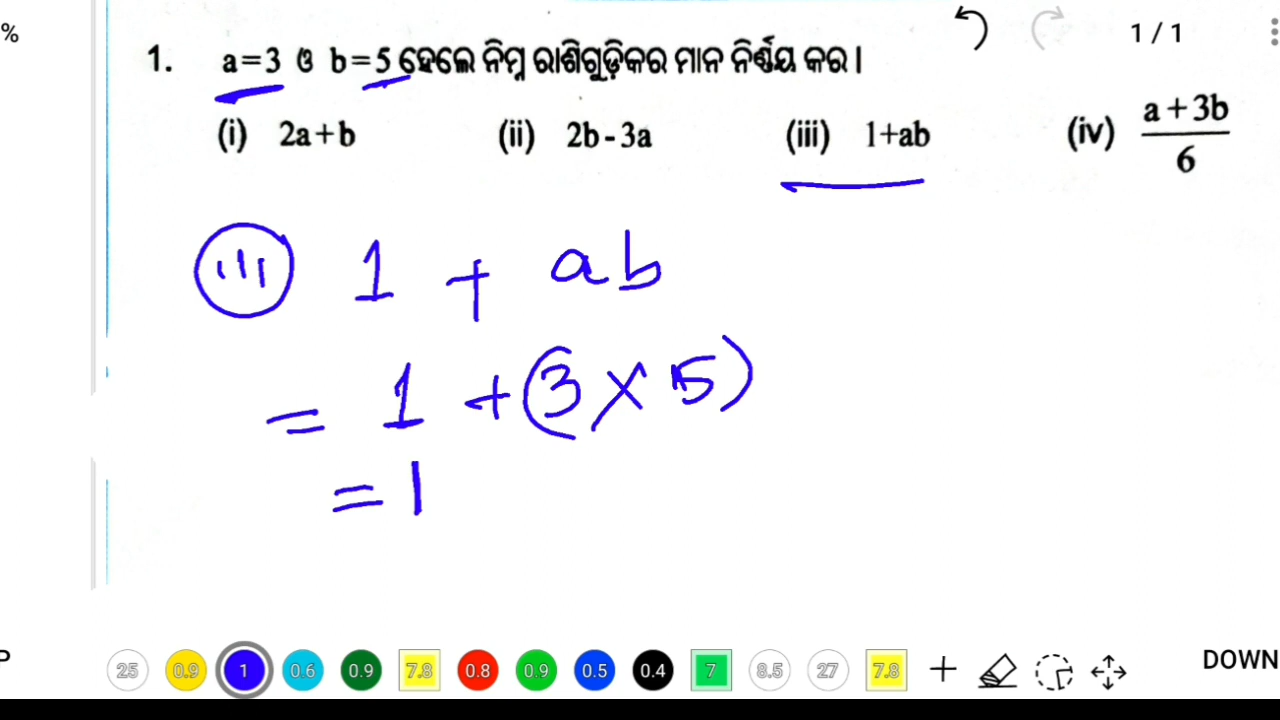 %
1 / 1
1. a=3 ଓ b=5 ହେଲେ ନିମ୍ନ ରାଶିଗୁଡ଼ିକର ମାନ ନିର୍ଣ୍ଣୟ କର।
(i) 2a+b (ii) 2b-3a (iii) 1+ab (iv) a+3b/6
(iii) 1 + ab
= 1 + (3 × 5)
= 1
25 0.9 1 0.6 0.9 7.8 0.8 0.9 0.5 0.4 7 8.5 27 7.8 DOWN